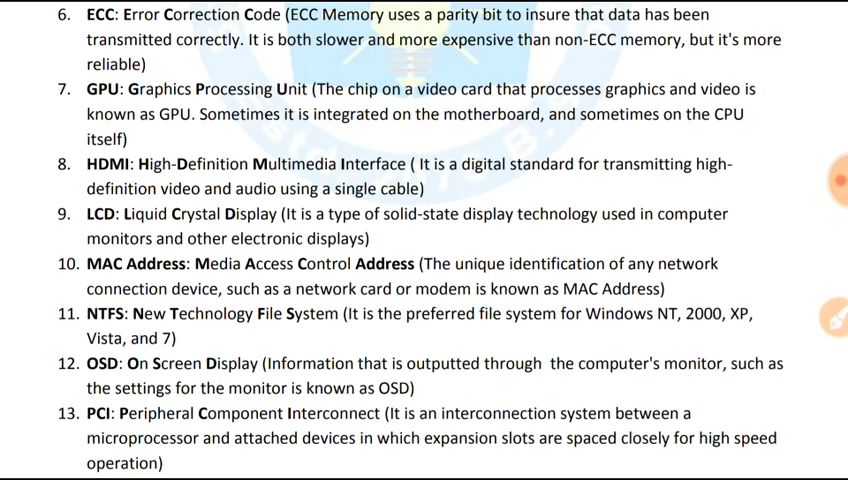 6. ECC: Error Correction Code (ECC Memory uses a parity bit to insure that data has been
transmitted correctly. It is both slower and more expensive than non-ECC memory, but it's more
reliable)
7. GPU: Graphics Processing Unit (The chip on a video card that processes graphics and video is
known as GPU. Sometimes it is integrated on the motherboard, and sometimes on the CPU
itself)
8. HDMI: High-Definition Multimedia Interface ( It is a digital standard for transmitting high-
definition video and audio using a single cable)
9. LCD: Liquid Crystal Display (It is a type of solid-state display technology used in computer
monitors and other electronic displays)
10. MAC Address: Media Access Control Address (The unique identification of any network
connection device, such as a network card or modem is known as MAC Address)
11. NTFS: New Technology File System (It is the preferred file system for Windows NT, 2000, XP,
Vista, and 7)
12. OSD: On Screen Display (Information that is outputted through the computer's monitor, such as
the settings for the monitor is known as OSD)
13. PCI: Peripheral Component Interconnect (It is an interconnection system between a
microprocessor and attached devices in which expansion slots are spaced closely for high speed
operation)